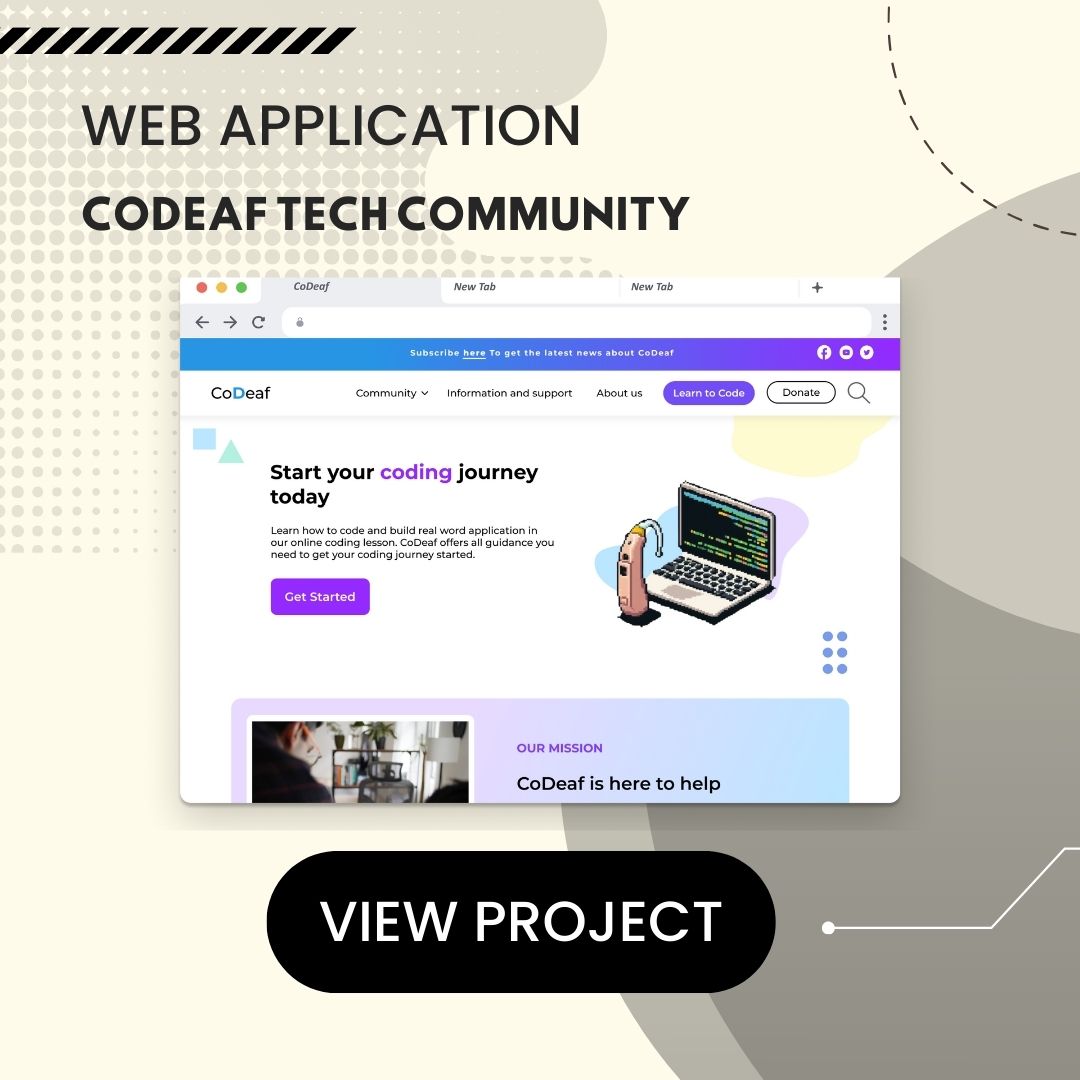 WEB APPLICATION
CODEAF TECH COMMUNITY
CoDeaf
New Tab
New Tab
Subscribe here To get the latest news about CoDeaf
CoDeaf
Community
Information and support
About us
Learn to Code
Donate
Start your coding journey
today
Learn how to code and build real word application in
our online coding lesson. CoDeaf offers all guidance you
need to get your coding journey started.
Get Started
OUR MISSION
CoDeaf is here to help
VIEW PROJECT